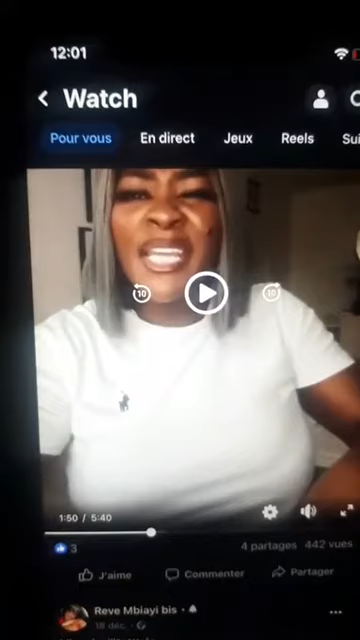 12:01
Watch
Pour vous En direct Jeux Reels Sui
10 10
1:50 / 5:40
3 4 partages 442 vues
J'aime Commenter Partager
Reve Mbiayi bis
18 déc.